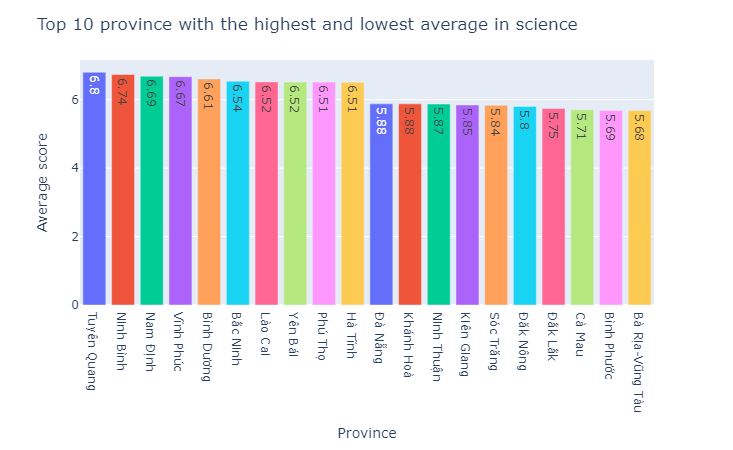 Top 10 province with the highest and lowest average in science
Average score
6
4
2
0
6.8
6.74
6.69
6.67
6.61
6.54
6.52
6.52
6.51
6.51
5.88
5.88
5.87
5.85
5.84
5.8
5.75
5.71
5.69
5.68
Tuyên Quang
Ninh Bình
Nam Định
Vĩnh Phúc
Bình Dương
Bắc Ninh
Lào Cai
Yên Bái
Phú Thọ
Hà Tĩnh
Đà Nẵng
Khánh Hoà
Ninh Thuận
Kiên Giang
Sóc Trăng
Đăk Nông
Đắk Lắk
Cà Mau
Bình Phước
Bà Rịa-Vũng Tàu
Province